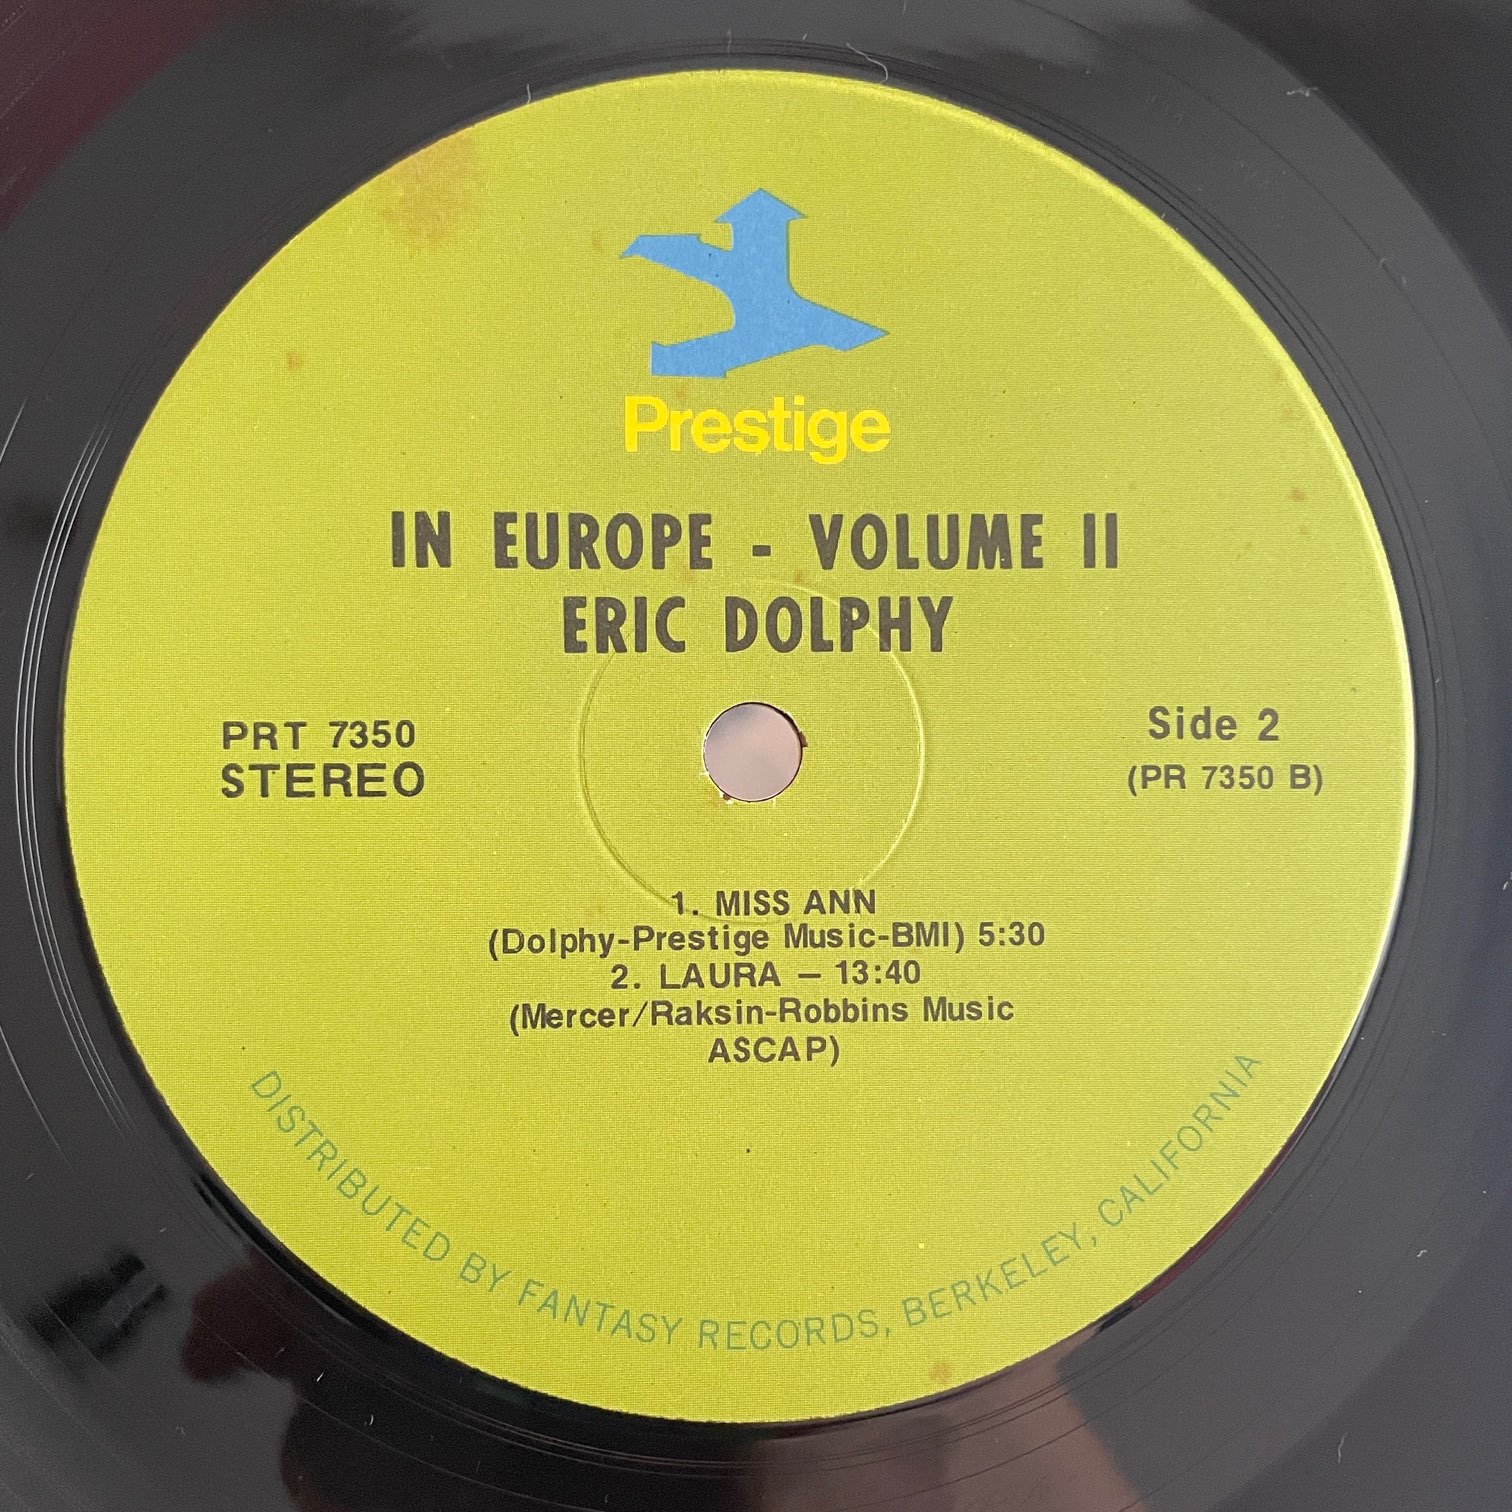 Prestige
IN EUROPE - VOLUME II
ERIC DOLPHY
PRT 7350
STEREO
Side 2
(PR 7350 B)
1. MISS ANN
(Dolphy-Prestige Music-BMI) 5:30
2. LAURA — 13:40
(Mercer/Raksin-Robbins Music
ASCAP)
DISTRIBUTED BY FANTASY RECORDS, BERKELEY, CALIFORNIA